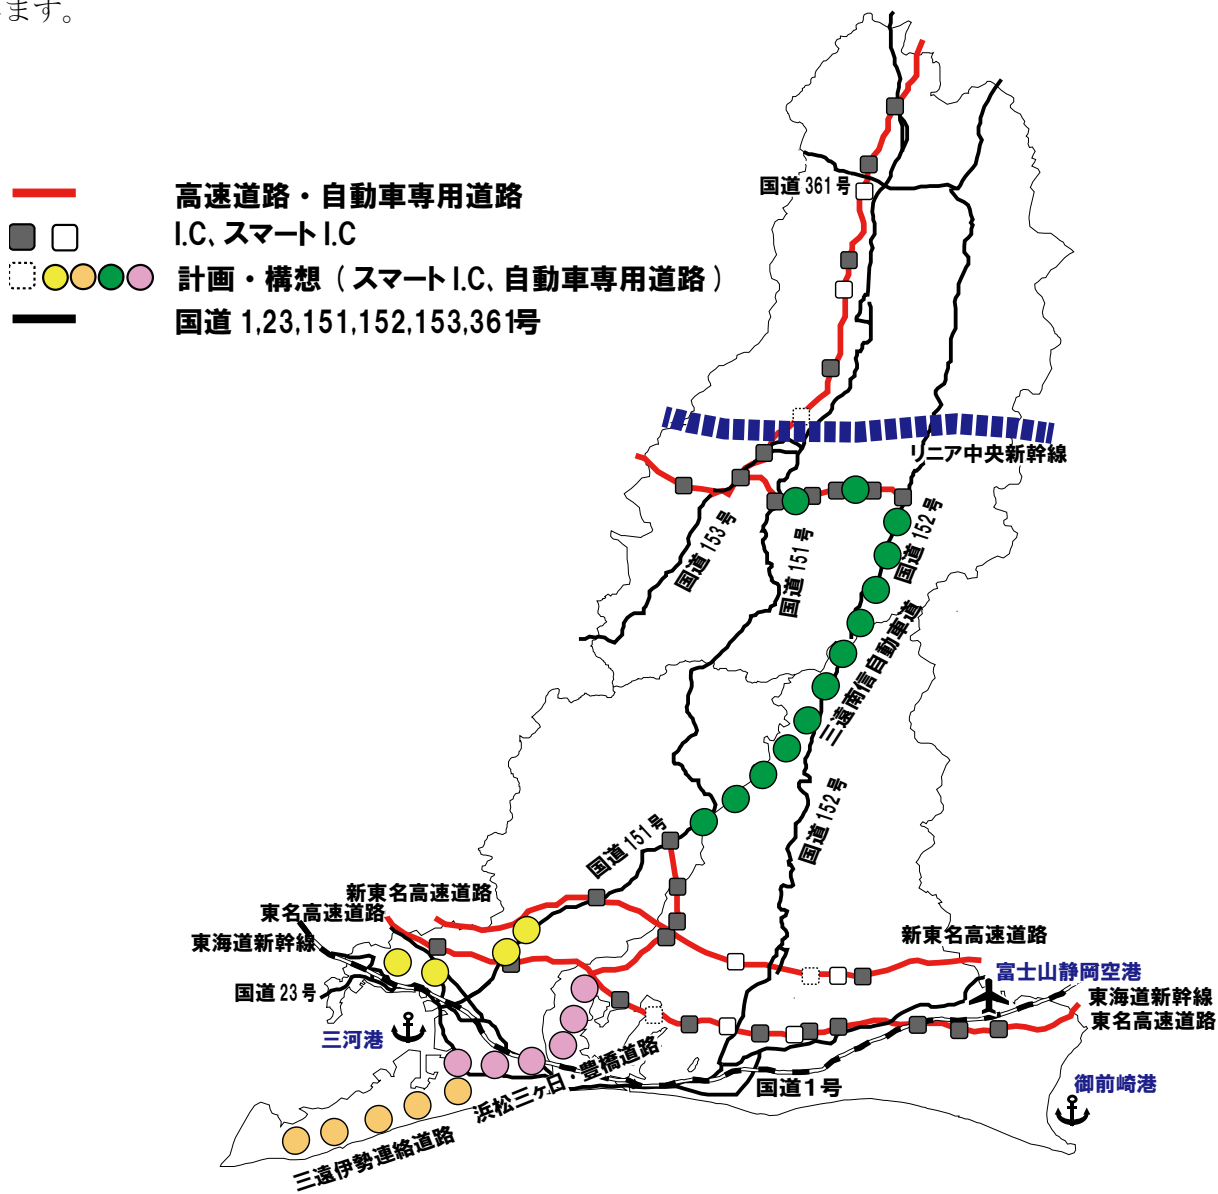 ます。
高速道路・自動車専用道路
I.C、スマート I.C
計画・構想 ( スマート I.C、自動車専用道路 )
国道 1,23,151,152,153,361号
国道 361 号
リニア中央新幹線
国道 153 号
国道 151 号
国道 152 号
三遠南信自動車道
国道 152 号
国道 151 号
新東名高速道路
東名高速道路
東海道新幹線
国道 23 号
三河港
新東名高速道路
富士山静岡空港
東海道新幹線
東名高速道路
御前崎港
国道 1 号
浜松三ヶ日・豊橋道路
三遠伊勢連絡道路